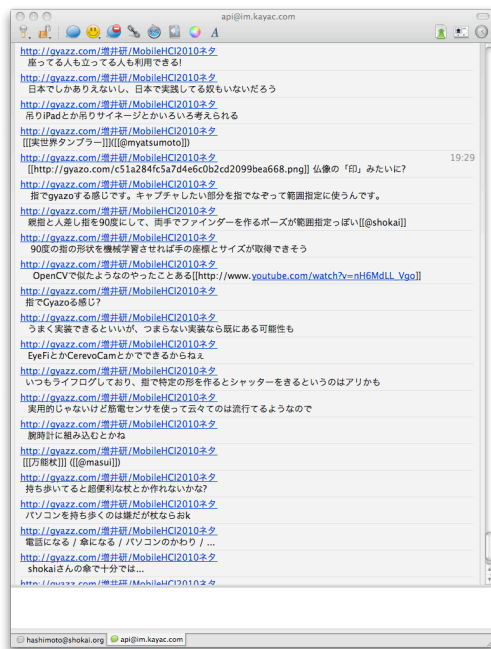 api@im.kayac.com
http://gyazz.com/増井研/MobileHCI2010ネタ
座ってる人も立ってる人も利用できる!
http://gyazz.com/増井研/MobileHCI2010ネタ
日本でしかありえないし、日本で実践してる奴もいないだろう
http://gyazz.com/増井研/MobileHCI2010ネタ
吊りiPadとか吊りサイネージとかいろいろ考えられる
http://gyazz.com/増井研/MobileHCI2010ネタ
[[[実世界タンブラー]]]([[@myatsumoto]])
http://gyazz.com/増井研/MobileHCI2010ネタ 19:29
[[http://gyazo.com/c51a284fc5a7d4e6c0b2cd2099bea668.png]] 仏像の「印」みたいに?
http://gyazz.com/増井研/MobileHCI2010ネタ
指でgyazoする感じです。キャプチャしたい部分を指でなぞって範囲指定に使うんです。
http://gyazz.com/増井研/MobileHCI2010ネタ
親指と人差し指を90度にして、両手でファインダーを作るポーズが範囲指定っぽい[[@shokai]]
http://gyazz.com/増井研/MobileHCI2010ネタ
90度の指の形状を機械学習させれば手の座標とサイズが取得できそう
http://gyazz.com/増井研/MobileHCI2010ネタ
OpenCVで似たようなのやったことある[[http://www.youtube.com/watch?v=nH6MdLL_Vgo]]
http://gyazz.com/増井研/MobileHCI2010ネタ
指でGyazoる感じ?
http://gyazz.com/増井研/MobileHCI2010ネタ
うまく実装できるといいが、つまらない実装なら既にある可能性も
http://gyazz.com/増井研/MobileHCI2010ネタ
EyeFiとかCerevoCamとかでできるからねぇ
http://gyazz.com/増井研/MobileHCI2010ネタ
いつもライフログしており、指で特定の形を作るとシャッターをきるというのはアリかも
http://gyazz.com/増井研/MobileHCI2010ネタ
実用的じゃないけど筋電センサを使って云々てのは流行てるようなので
http://gyazz.com/増井研/MobileHCI2010ネタ
腕時計に組み込むとかね
http://gyazz.com/増井研/MobileHCI2010ネタ
[[[万能杖]]] ([[@masui]])
http://gyazz.com/増井研/MobileHCI2010ネタ
持ち歩いてると超便利な杖とか作れないかな?
http://gyazz.com/増井研/MobileHCI2010ネタ
パソコンを持ち歩くのは嫌だが杖ならおk
http://gyazz.com/増井研/MobileHCI2010ネタ
電話になる / 傘になる / パソコンのかわり / ...
http://gyazz.com/増井研/MobileHCI2010ネタ
shokaiさんの傘で十分では...
http://gyazz.com/増井研/MobileHCI2010ネタ
hashimoto@shokai.org api@im.kayac.com